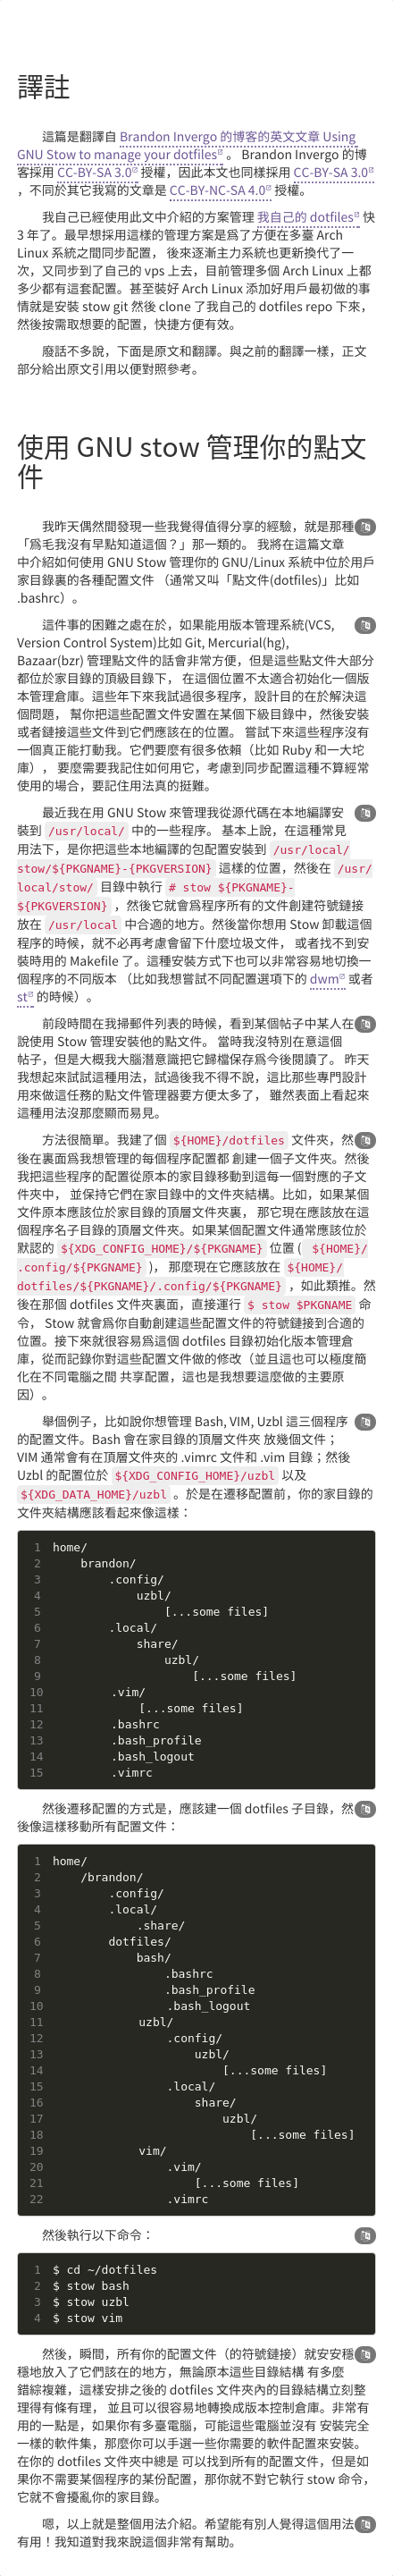 譯註
這篇是翻譯自 Brandon Invergo 的博客的英文文章 Using
GNU Stow to manage your dotfiles 。 Brandon Invergo 的博
客採用 CC-BY-SA 3.0 授權，因此本文也同樣採用 CC-BY-SA 3.0
，不同於其它我寫的文章是 CC-BY-NC-SA 4.0 授權。
我自己已經使用此文中介紹的方案管理 我自己的 dotfiles 快
3 年了。最早想採用這樣的管理方案是爲了方便在多臺 Arch
Linux 系統之間同步配置， 後來逐漸主力系統也更新換代了一
次，又同步到了自己的 vps 上去，目前管理多個 Arch Linux 上都
多少都有這套配置。甚至裝好 Arch Linux 添加好用戶最初做的事
情就是安裝 stow git 然後 clone 了我自己的 dotfiles repo 下來，
然後按需取想要的配置，快捷方便有效。
廢話不多說，下面是原文和翻譯。與之前的翻譯一樣，正文
部分給出原文引用以便對照參考。
使用 GNU stow 管理你的點文
件
我昨天偶然間發現一些我覺得值得分享的經驗，就是那種
「爲毛我沒有早點知道這個？」那一類的。 我將在這篇文章
中介紹如何使用 GNU Stow 管理你的 GNU/Linux 系統中位於用戶
家目錄裏的各種配置文件 （通常又叫「點文件(dotfiles)」比如
.bashrc）。
這件事的困難之處在於，如果能用版本管理系統(VCS,
Version Control System)比如 Git, Mercurial(hg),
Bazaar(bzr) 管理點文件的話會非常方便，但是這些點文件大部分
都位於家目錄的頂級目錄下， 在這個位置不太適合初始化一個版
本管理倉庫。這些年下來我試過很多程序，設計目的在於解決這
個問題， 幫你把這些配置文件安置在某個下級目錄中，然後安裝
或者鏈接這些文件到它們應該在的位置。 嘗試下來這些程序沒有
一個真正能打動我。它們要麼有很多依賴（比如 Ruby 和一大坨
庫）， 要麼需要我記住如何用它，考慮到同步配置這種不算經常
使用的場合，要記住用法真的挺難。
最近我在用 GNU Stow 來管理我從源代碼在本地編譯安
裝到 /usr/local/ 中的一些程序。 基本上說，在這種常見
用法下，是你把這些本地編譯的包配置安裝到 /usr/local/
stow/${PKGNAME}-{PKGVERSION} 這樣的位置，然後在 /usr/
local/stow/ 目錄中執行 # stow ${PKGNAME}-
${PKGVERSION} ，然後它就會爲程序所有的文件創建符號鏈接
放在 /usr/local 中合適的地方。然後當你想用 Stow 卸載這個
程序的時候，就不必再考慮會留下什麼垃圾文件， 或者找不到安
裝時用的 Makefile 了。這種安裝方式下也可以非常容易地切換一
個程序的不同版本 （比如我想嘗試不同配置選項下的 dwm 或者
st 的時候）。
前段時間在我掃郵件列表的時候，看到某個帖子中某人在
說使用 Stow 管理安裝他的點文件。 當時我沒特別在意這個
帖子，但是大概我大腦潛意識把它歸檔保存爲今後閱讀了。 昨天
我想起來試試這種用法，試過後我不得不說，這比那些專門設計
用來做這任務的點文件管理器要方便太多了， 雖然表面上看起來
這種用法沒那麼顯而易見。
方法很簡單。我建了個 ${HOME}/dotfiles 文件夾，然
後在裏面爲我想管理的每個程序配置都 創建一個子文件夾。然後
我把這些程序的配置從原本的家目錄移動到這每一個對應的子文
件夾中， 並保持它們在家目錄中的文件夾結構。比如，如果某個
文件原本應該位於家目錄的頂層文件夾裏， 那它現在應該放在這
個程序名子目錄的頂層文件夾。如果某個配置文件通常應該位於
默認的 ${XDG_CONFIG_HOME}/${PKGNAME} 位置 ( ${HOME}/
.config/${PKGNAME} )， 那麼現在它應該放在 ${HOME}/
dotfiles/${PKGNAME}/.config/${PKGNAME} ，如此類推。然
後在那個 dotfiles 文件夾裏面，直接運行 $ stow $PKGNAME 命
令， Stow 就會爲你自動創建這些配置文件的符號鏈接到合適的
位置。接下來就很容易爲這個 dotfiles 目錄初始化版本管理倉
庫，從而記錄你對這些配置文件做的修改（並且這也可以極度簡
化在不同電腦之間 共享配置，這也是我想要這麼做的主要原
因）。
舉個例子，比如說你想管理 Bash, VIM, Uzbl 這三個程序
的配置文件。Bash 會在家目錄的頂層文件夾 放幾個文件；
VIM 通常會有在頂層文件夾的 .vimrc 文件和 .vim 目錄；然後
Uzbl 的配置位於 ${XDG_CONFIG_HOME}/uzbl 以及
${XDG_DATA_HOME}/uzbl 。於是在遷移配置前，你的家目錄的
文件夾結構應該看起來像這樣：
1 home/
2     brandon/
3         .config/
4             uzbl/
5                 [...some files]
6         .local/
7             share/
8                 uzbl/
9                     [...some files]
10         .vim/
11             [...some files]
12         .bashrc
13         .bash_profile
14         .bash_logout
15         .vimrc
然後遷移配置的方式是，應該建一個 dotfiles 子目錄，然
後像這樣移動所有配置文件：
1 home/
2     /brandon/
3         .config/
4         .local/
5             .share/
6         dotfiles/
7             bash/
8                 .bashrc
9                 .bash_profile
10                 .bash_logout
11             uzbl/
12                 .config/
13                     uzbl/
14                         [...some files]
15                 .local/
16                     share/
17                         uzbl/
18                             [...some files]
19             vim/
20                 .vim/
21                     [...some files]
22                 .vimrc
然後執行以下命令：
1 $ cd ~/dotfiles
2 $ stow bash
3 $ stow uzbl
4 $ stow vim
然後，瞬間，所有你的配置文件（的符號鏈接）就安安穩
穩地放入了它們該在的地方，無論原本這些目錄結構 有多麼
錯綜複雜，這樣安排之後的 dotfiles 文件夾內的目錄結構立刻整
理得有條有理， 並且可以很容易地轉換成版本控制倉庫。非常有
用的一點是，如果你有多臺電腦，可能這些電腦並沒有 安裝完全
一樣的軟件集，那麼你可以手選一些你需要的軟件配置來安裝。
在你的 dotfiles 文件夾中總是 可以找到所有的配置文件，但是如
果你不需要某個程序的某份配置，那你就不對它執行 stow 命令，
它就不會擾亂你的家目錄。
嗯，以上就是整個用法介紹。希望能有別人覺得這個用法
有用！我知道對我來說這個非常有幫助。